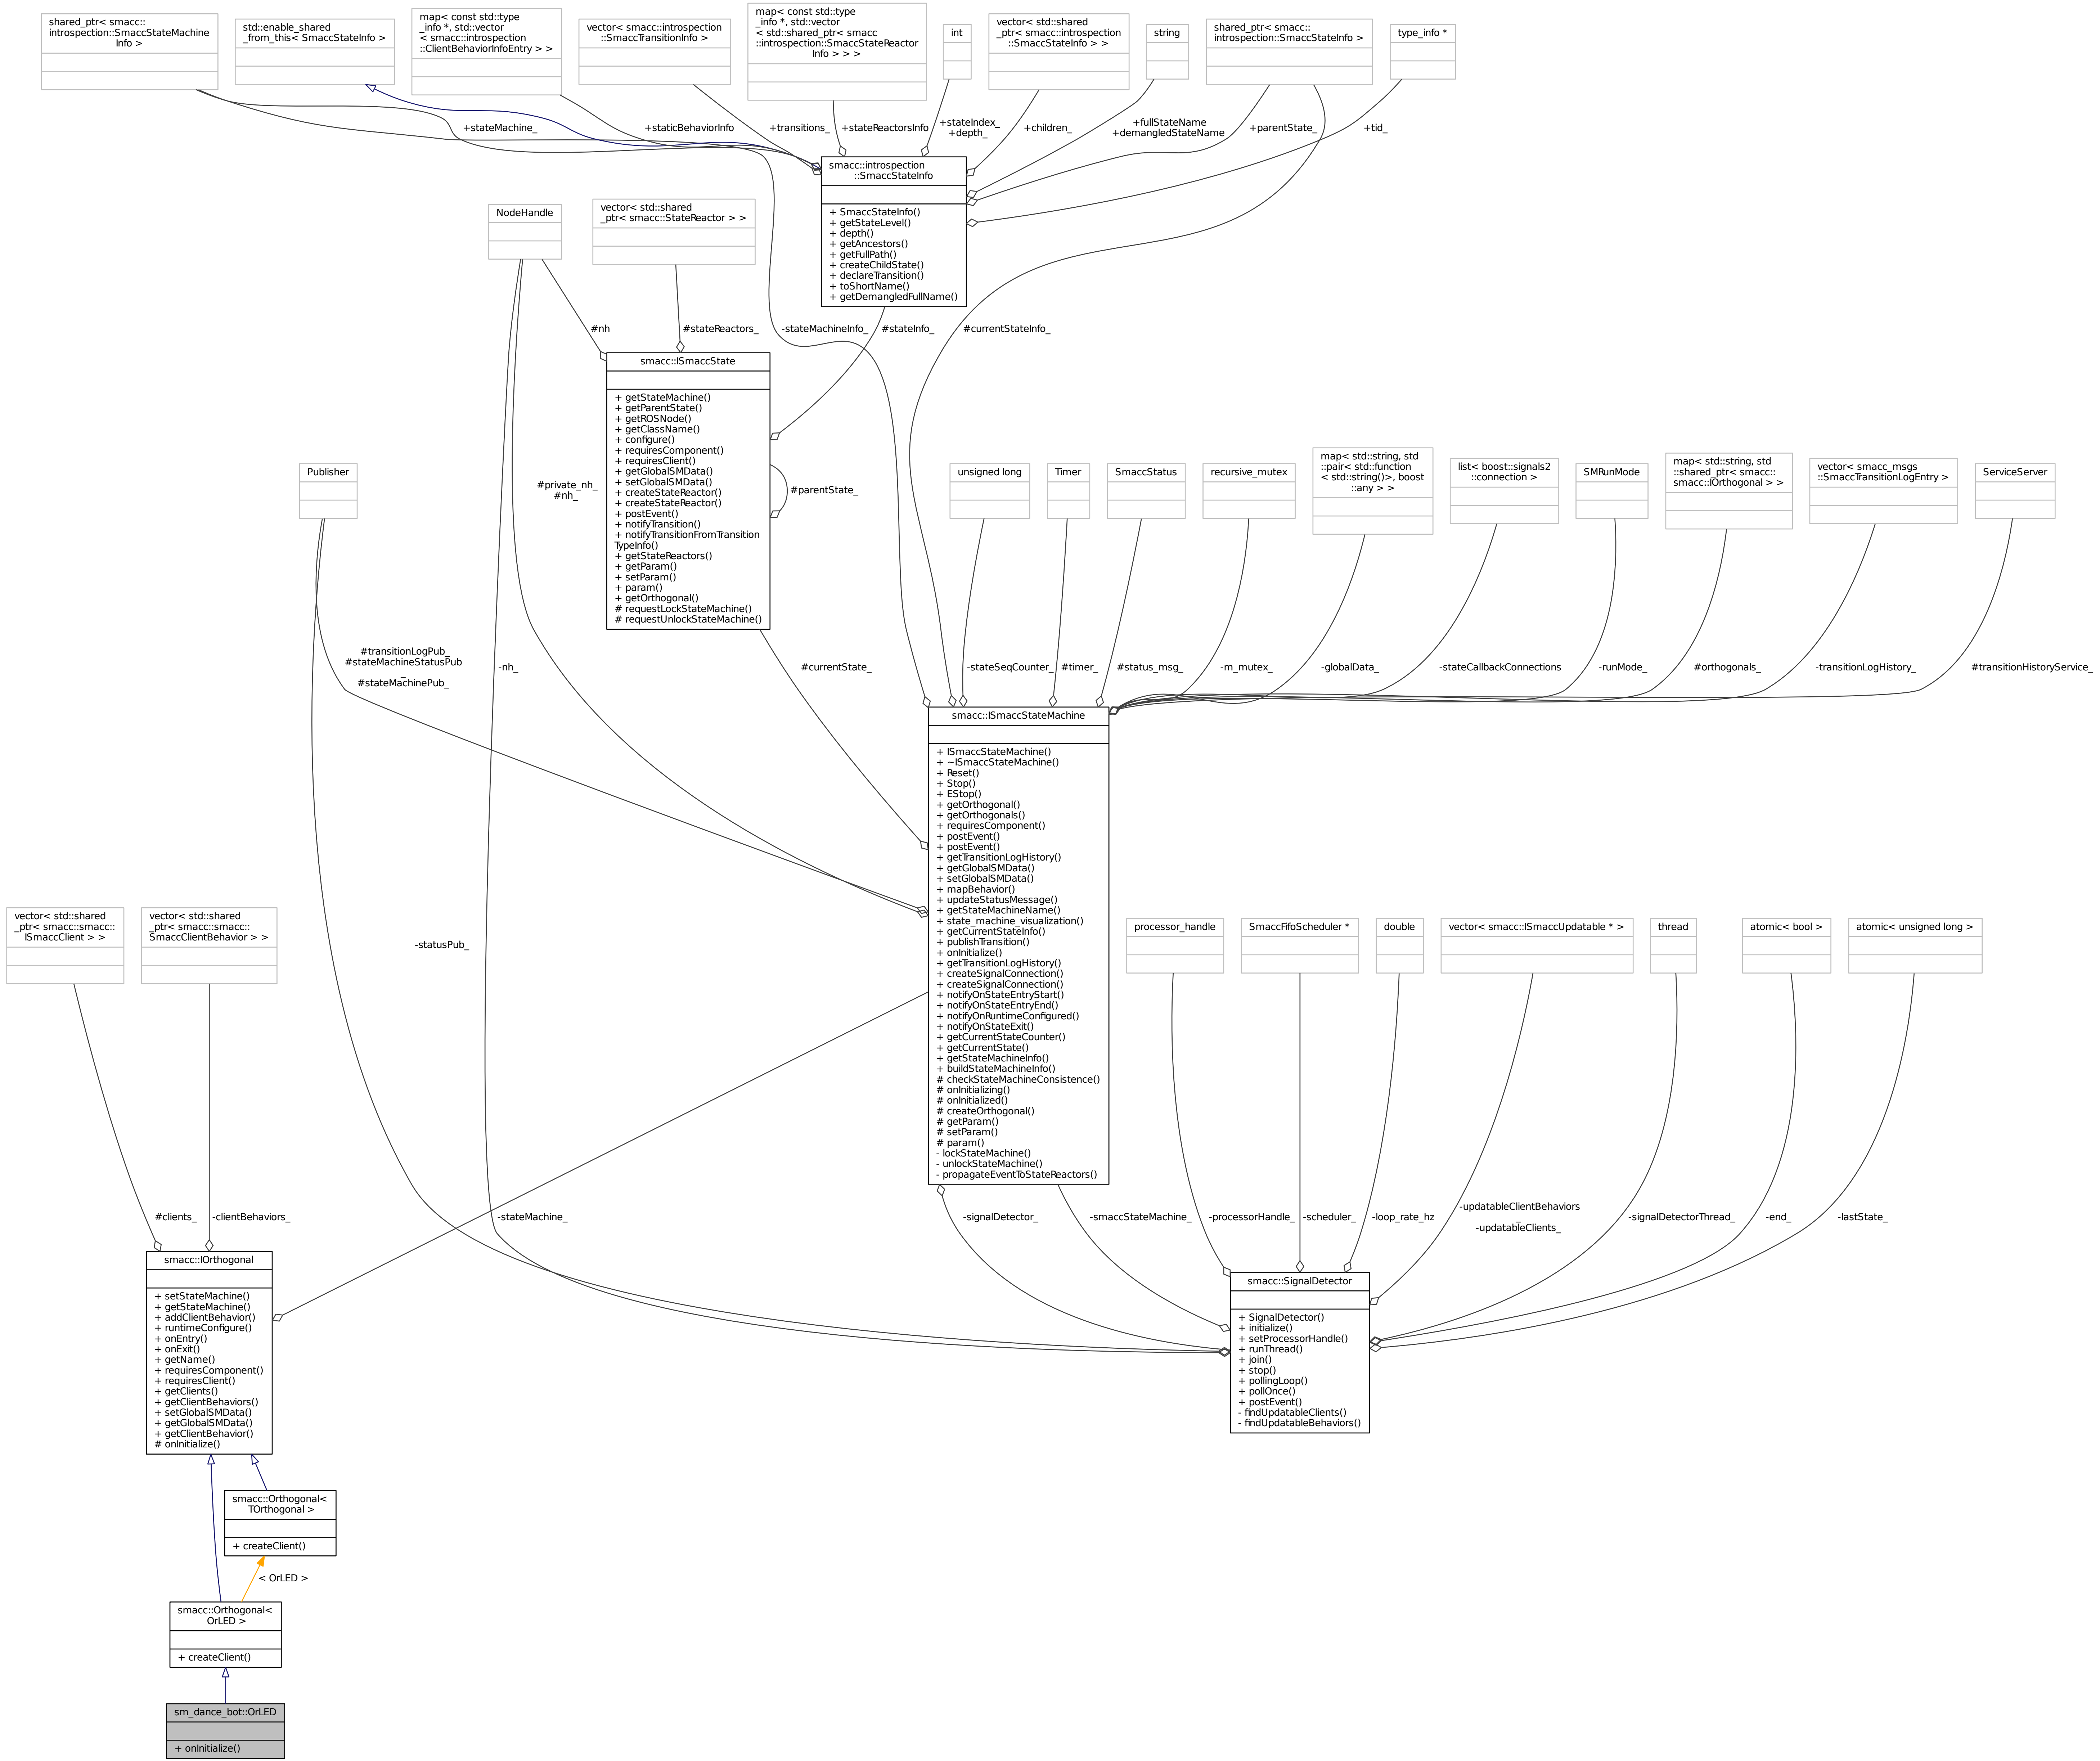 shared_ptr< smacc::
introspection::SmaccStateMachine
Info >
std::enable_shared
_from_this< SmaccStateInfo >
map< const std::type
_info *, std::vector
< smacc::introspection
::ClientBehaviorInfoEntry > >
vector< smacc::introspection
::SmaccTransitionInfo >
map< const std::type
_info *, std::vector
< std::shared_ptr< smacc
::introspection::SmaccStateReactor
Info > > >
int
vector< std::shared
_ptr< smacc::introspection
::SmaccStateInfo > >
string
shared_ptr< smacc::
introspection::SmaccStateInfo >
type_info *
+stateMachine_
+staticBehaviorInfo
+transitions_
+stateReactorsInfo
+stateIndex_
+depth_
+children_
+fullStateName
+demangledStateName
+parentState_
+tid_
smacc::introspection
::SmaccStateInfo
+ SmaccStateInfo()
+ getStateLevel()
+ depth()
+ getAncestors()
+ getFullPath()
+ createChildState()
+ declareTransition()
+ toShortName()
+ getDemangledFullName()
NodeHandle
vector< std::shared
_ptr< smacc::StateReactor > >
#nh
#stateReactors_
-stateMachineInfo_
#stateInfo_
#currentStateInfo_
smacc::ISmaccState
+ getStateMachine()
+ getParentState()
+ getROSNode()
+ getClassName()
+ configure()
+ requiresComponent()
+ requiresClient()
+ getGlobalSMData()
+ setGlobalSMData()
+ createStateReactor()
+ createStateReactor()
+ postEvent()
+ notifyTransition()
+ notifyTransitionFromTransition
TypeInfo()
+ getStateReactors()
+ getParam()
+ setParam()
+ param()
+ getOrthogonal()
# requestLockStateMachine()
# requestUnlockStateMachine()
#parentState_
Publisher
#private_nh_
#nh_
unsigned long
Timer
SmaccStatus
recursive_mutex
map< std::string, std
::pair< std::function
< std::string()>, boost
::any > >
list< boost::signals2
::connection >
SMRunMode
map< std::string, std
::shared_ptr< smacc::
smacc::IOrthogonal > >
vector< smacc_msgs
::SmaccTransitionLogEntry >
ServiceServer
#transitionLogPub_
#stateMachineStatusPub
_
#stateMachinePub_
-nh_
#currentState_
-stateSeqCounter_
#timer_
#status_msg_
-m_mutex_
-globalData_
-stateCallbackConnections
-runMode_
#orthogonals_
-transitionLogHistory_
#transitionHistoryService_
smacc::ISmaccStateMachine
+ ISmaccStateMachine()
+ ~ISmaccStateMachine()
+ Reset()
+ Stop()
+ EStop()
+ getOrthogonal()
+ getOrthogonals()
+ requiresComponent()
+ postEvent()
+ postEvent()
+ getTransitionLogHistory()
+ getGlobalSMData()
+ setGlobalSMData()
+ mapBehavior()
+ updateStatusMessage()
+ getStateMachineName()
+ state_machine_visualization()
+ getCurrentStateInfo()
+ publishTransition()
+ onInitialize()
+ getTransitionLogHistory()
+ createSignalConnection()
+ createSignalConnection()
+ notifyOnStateEntryStart()
+ notifyOnStateEntryEnd()
+ notifyOnRuntimeConfigured()
+ notifyOnStateExit()
+ getCurrentStateCounter()
+ getCurrentState()
+ getStateMachineInfo()
+ buildStateMachineInfo()
# checkStateMachineConsistence()
# onInitializing()
# onInitialized()
# createOrthogonal()
# getParam()
# setParam()
# param()
- lockStateMachine()
- unlockStateMachine()
- propagateEventToStateReactors()
vector< std::shared
_ptr< smacc::smacc::
ISmaccClient > >
vector< std::shared
_ptr< smacc::smacc::
SmaccClientBehavior > >
-statusPub_
processor_handle
SmaccFifoScheduler *
double
vector< smacc::ISmaccUpdatable * >
thread
atomic< bool >
atomic< unsigned long >
#clients_
-clientBehaviors_
-stateMachine_
-signalDetector_
-smaccStateMachine_
-processorHandle_
-scheduler_
-loop_rate_hz
-updatableClientBehaviors
_
-updatableClients_
-signalDetectorThread_
-end_
-lastState_
smacc::IOrthogonal
+ setStateMachine()
+ getStateMachine()
+ addClientBehavior()
+ runtimeConfigure()
+ onEntry()
+ onExit()
+ getName()
+ requiresComponent()
+ requiresClient()
+ getClients()
+ getClientBehaviors()
+ setGlobalSMData()
+ getGlobalSMData()
+ getClientBehavior()
# onInitialize()
smacc::SignalDetector
+ SignalDetector()
+ initialize()
+ setProcessorHandle()
+ runThread()
+ join()
+ stop()
+ pollingLoop()
+ pollOnce()
+ postEvent()
- findUpdatableClients()
- findUpdatableBehaviors()
smacc::Orthogonal<
TOrthogonal >
+ createClient()
< OrLED >
smacc::Orthogonal<
OrLED >
+ createClient()
sm_dance_bot::OrLED
+ onInitialize()